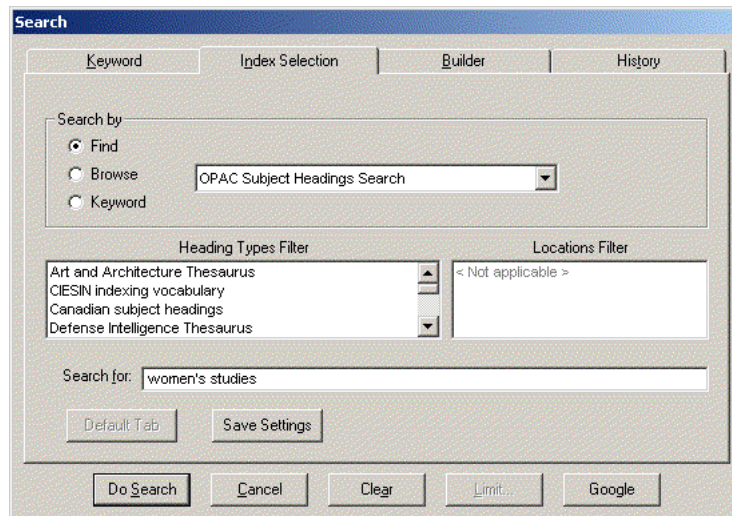 Search
Keyword Index Selection Builder History
Search by
Find
Browse
OPAC Subject Headings Search
Keyword
Heading Types Filter Locations Filter
Art and Architecture Thesaurus
CIESIN indexing vocabulary
Canadian subject headings
Defense Intelligence Thesaurus
< Not applicable >
Search for: women's studies
Default Tab Save Settings
Do Search Cancel Clear Limit... Google